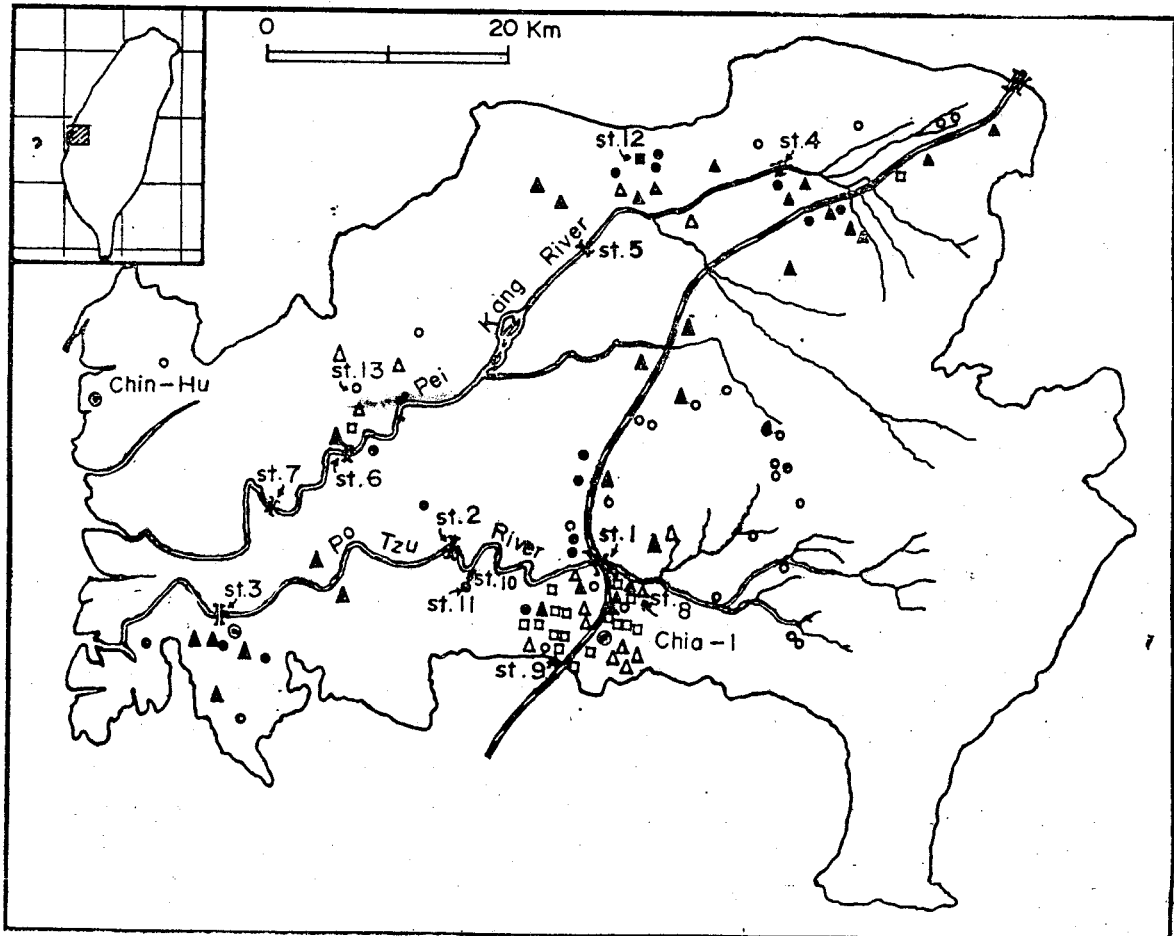 0 20 Km
?
st.12
st.4
River
st.5
Kang
Chin-Hu
st.13
Pei
st.6
st.7
st.2
Po Tzu River
st.1
st.10
st.11
st.3
st.8
Chia-I
st.9